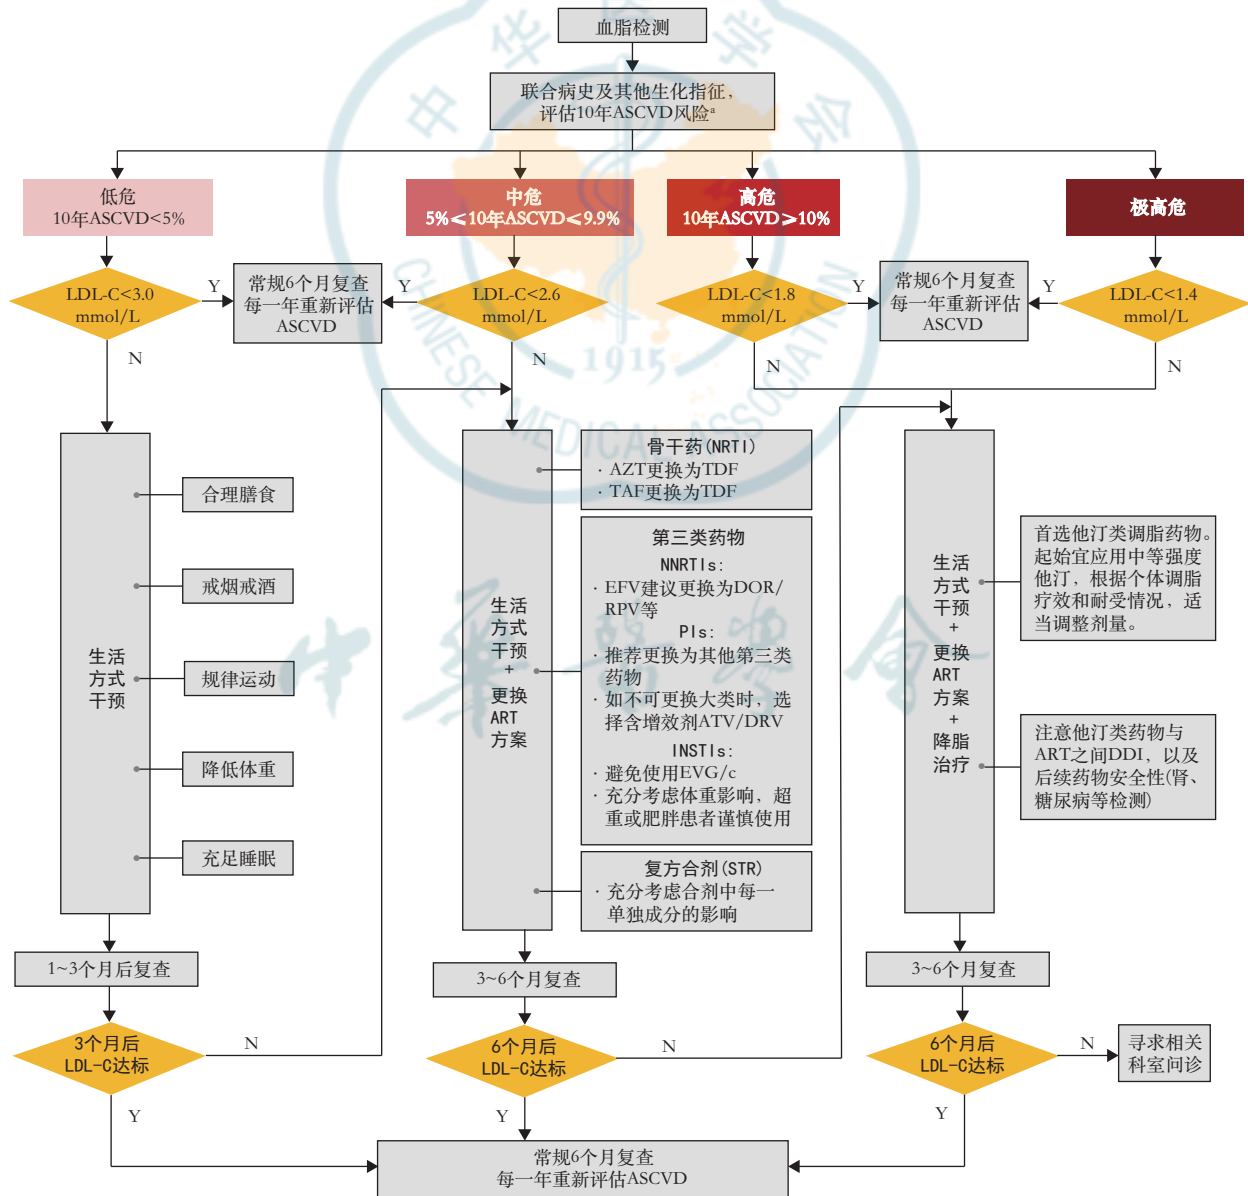 血脂检测
联合病史及其他生化指征，
评估10年ASCVD风险a
低危
10年ASCVD<5%
中危
5%≤10年ASCVD≤9.9%
高危
10年ASCVD≥10%
极高危
LDL-C<3.0
mmol/L
Y
常规6个月复查
每一年重新评估
ASCVD
Y
LDL-C<2.6
mmol/L
LDL-C<1.8
mmol/L
Y
常规6个月复查
每一年重新评估
ASCVD
Y
LDL-C<1.4
mmol/L
N
N
N
N
生活
方式
干预
合理膳食
戒烟戒酒
规律运动
降低体重
充足睡眠
生活
方式
干预
+
更换
ART
方案
骨干药(NRTI)
· AZT更换为TDF
· TAF更换为TDF
第三类药物
NNRTIs:
· EFV建议更换为DOR/
RPV等
PIs:
· 推荐更换为其他第三类
药物
· 如不可更换大类时，选
择含增效剂ATV/DRV
INSTIs:
· 避免使用EVG/c
· 充分考虑体重影响，超
重或肥胖患者谨慎使用
复方合剂(STR)
· 充分考虑合剂中每一
单独成分的影响
生活
方式
干预
+
更换
ART
方案
+
降脂
治疗
首选他汀类调脂药物。
起始宜应用中等强度
他汀，根据个体调脂
疗效和耐受情况，适
当调整剂量。
注意他汀类药物与
ART之间DDI，以及
后续药物安全性(肾、
糖尿病等检测)
1~3个月后复查
3~6个月复查
3~6个月复查
3个月后
LDL-C达标
N
6个月后
LDL-C达标
N
6个月后
LDL-C达标
N
寻求相关
科室问诊
Y
Y
Y
常规6个月复查
每一年重新评估ASCVD
中华医学会
CHINESE MEDICAL ASSOCIATION
1915
中华医学会